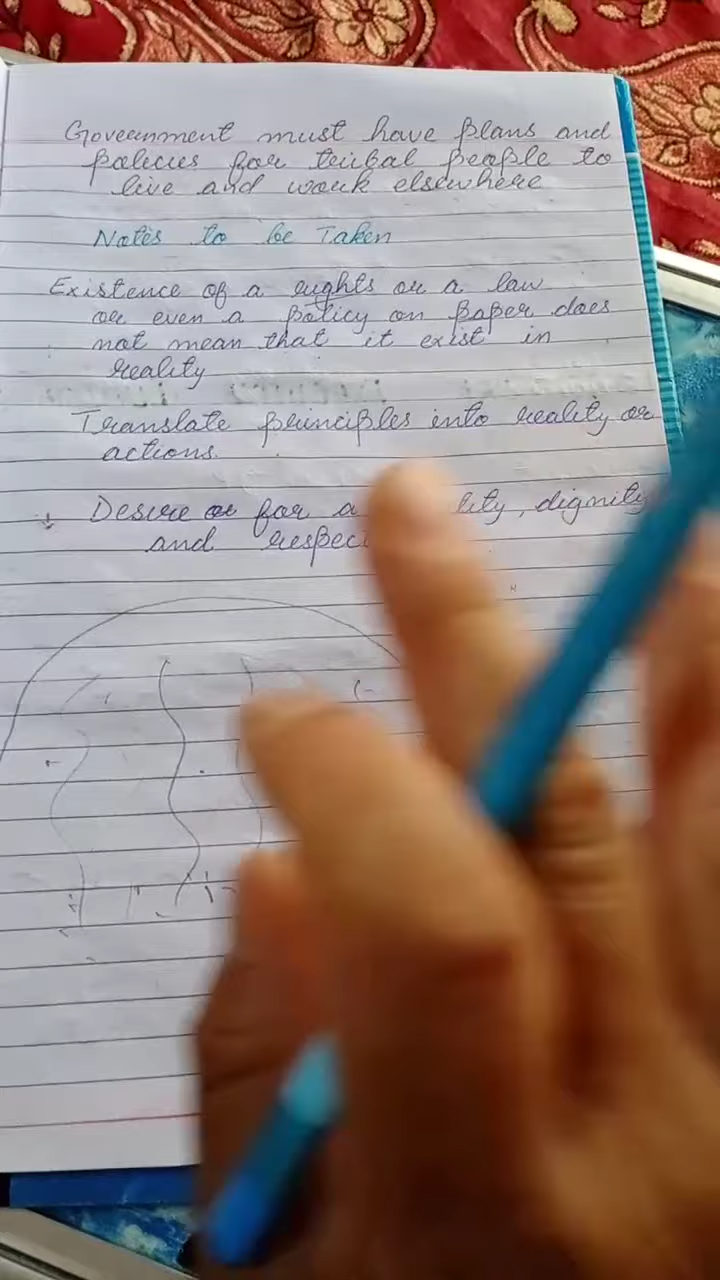 Government must have plans and
policies for tribal people to
live and work elsewhere
Notes to be Taken
Existence of a rights or a law
or even a policy on paper does
not mean that it exist in
reality
Translate principles into reality or
actions.
Desire for a , dignity
and